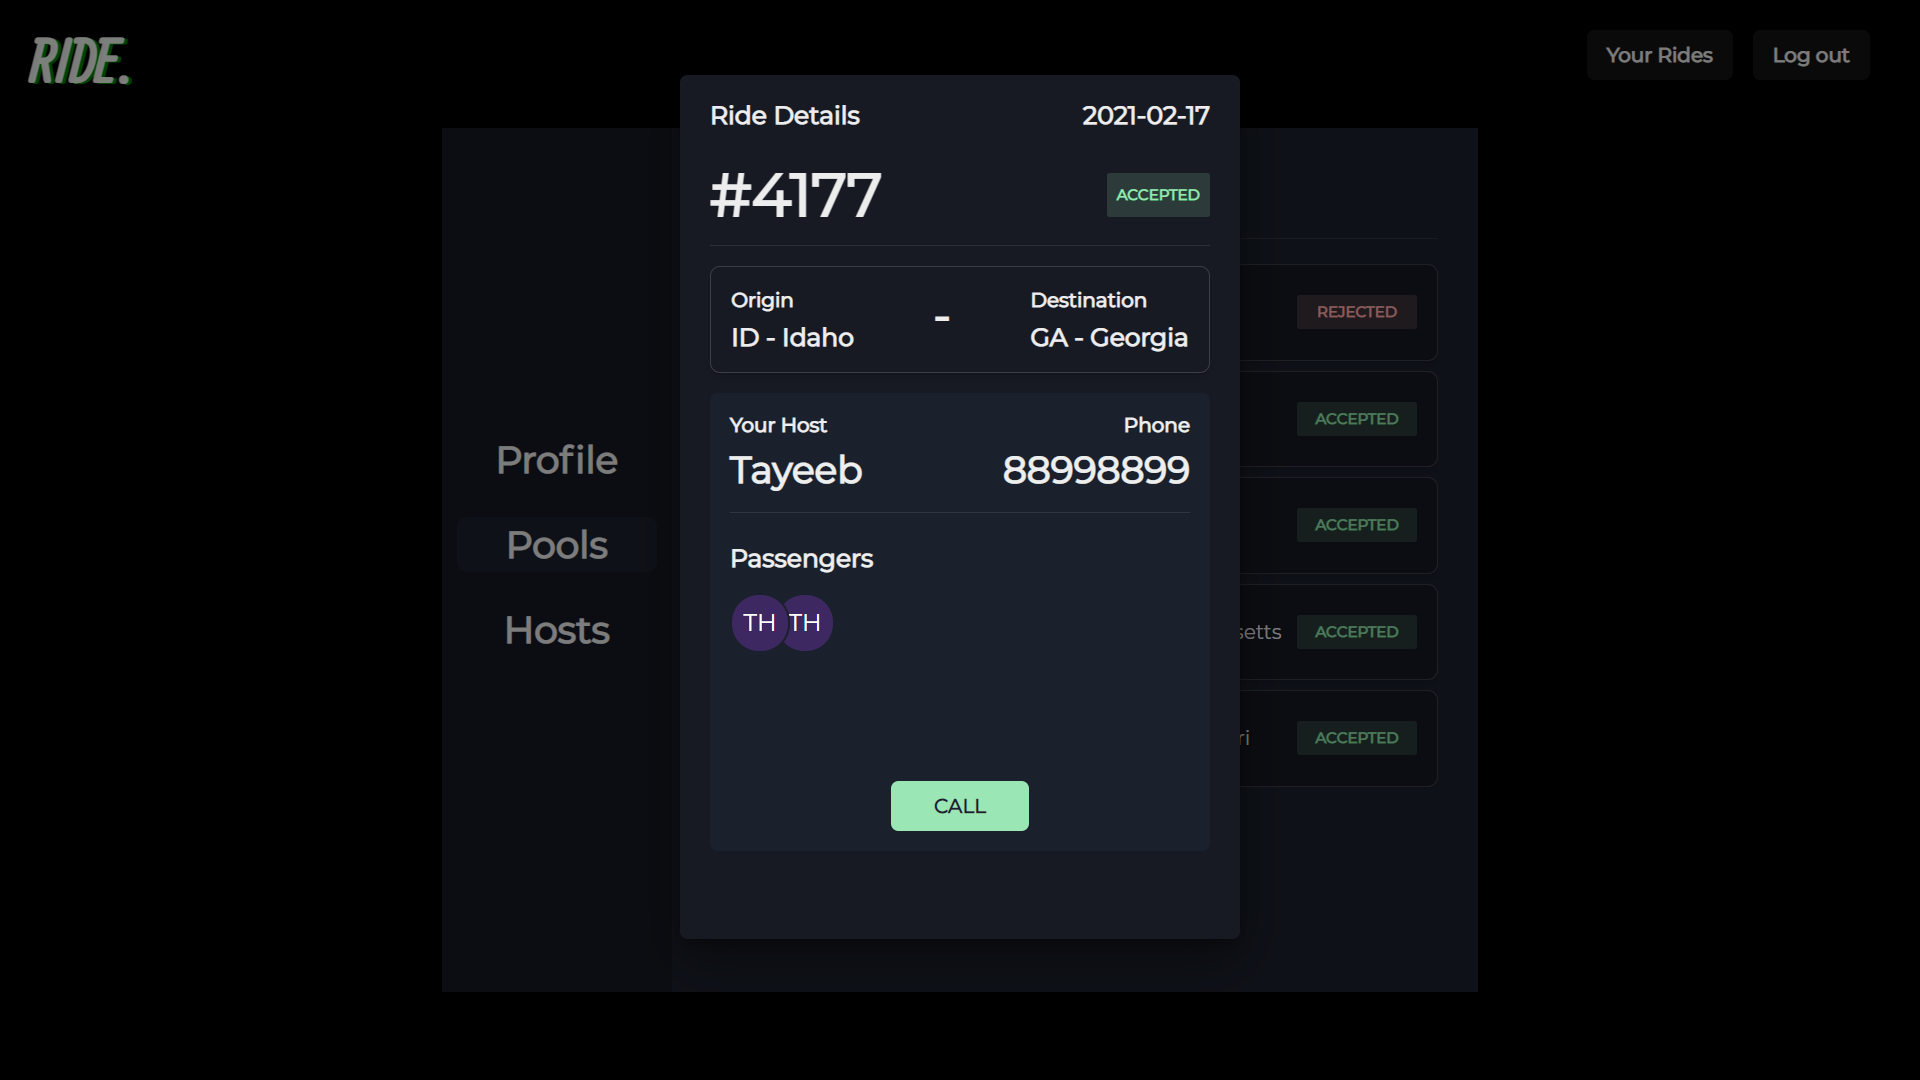 RIDE.
Your Rides
Log out
Profile
Pools
Hosts
Ride Details
2021-02-17
#4177
ACCEPTED
Origin
ID - Idaho
-
Destination
GA - Georgia
Your Host
Tayeeb
Phone
88998899
Passengers
TH
TH
CALL
REJECTED
ACCEPTED
ACCEPTED
setts
ACCEPTED
ri
ACCEPTED